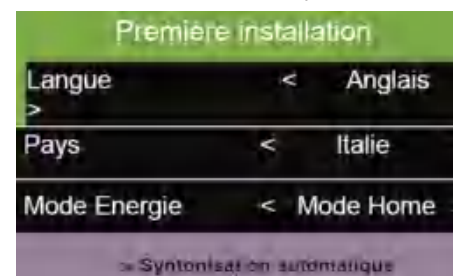 Première installation
Langue < Anglais
>
Pays < Italie
Mode Energie < Mode Home
Syntonisation automatique